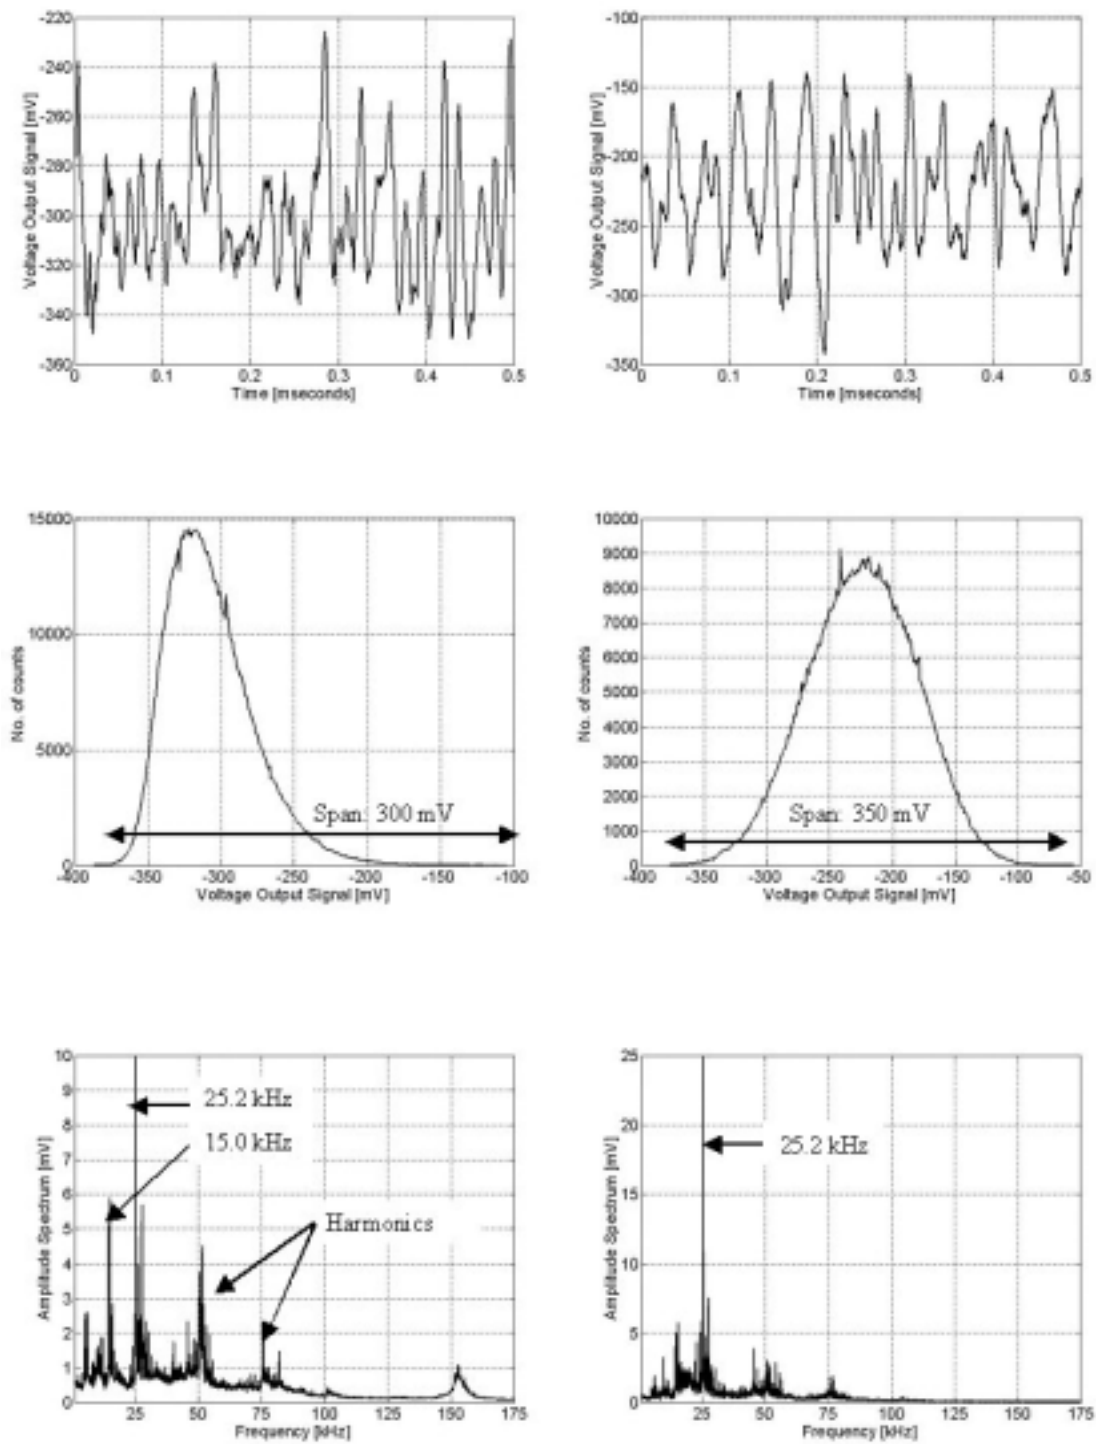 -220
-240
-260
-280
-300
-320
-340
-360
Voltage Output Signal [mV]
0 0.1 0.2 0.3 0.4 0.5
Time [mseconds]
-100
-150
-200
-250
-300
-350
Voltage Output Signal [mV]
0 0.1 0.2 0.3 0.4 0.5
Time [mseconds]
15000
10000
5000
0
No. of counts
Span: 300 mV
-400 -350 -300 -250 -200 -150 -100
Voltage Output Signal [mV]
10000
9000
8000
7000
6000
5000
4000
3000
2000
1000
0
No. of counts
Span: 350 mV
-400 -350 -300 -250 -200 -150 -100 -50
Voltage Output Signal [mV]
10
9
8
7
6
5
4
3
2
1
0
Amplitude Spectrum [mV]
25.2 kHz
15.0 kHz
Harmonics
25 50 75 100 125 150 175
Frequency [kHz]
25
20
15
10
5
0
Amplitude Spectrum [mV]
25.2 kHz
25 50 75 100 125 150 175
Frequency [kHz]